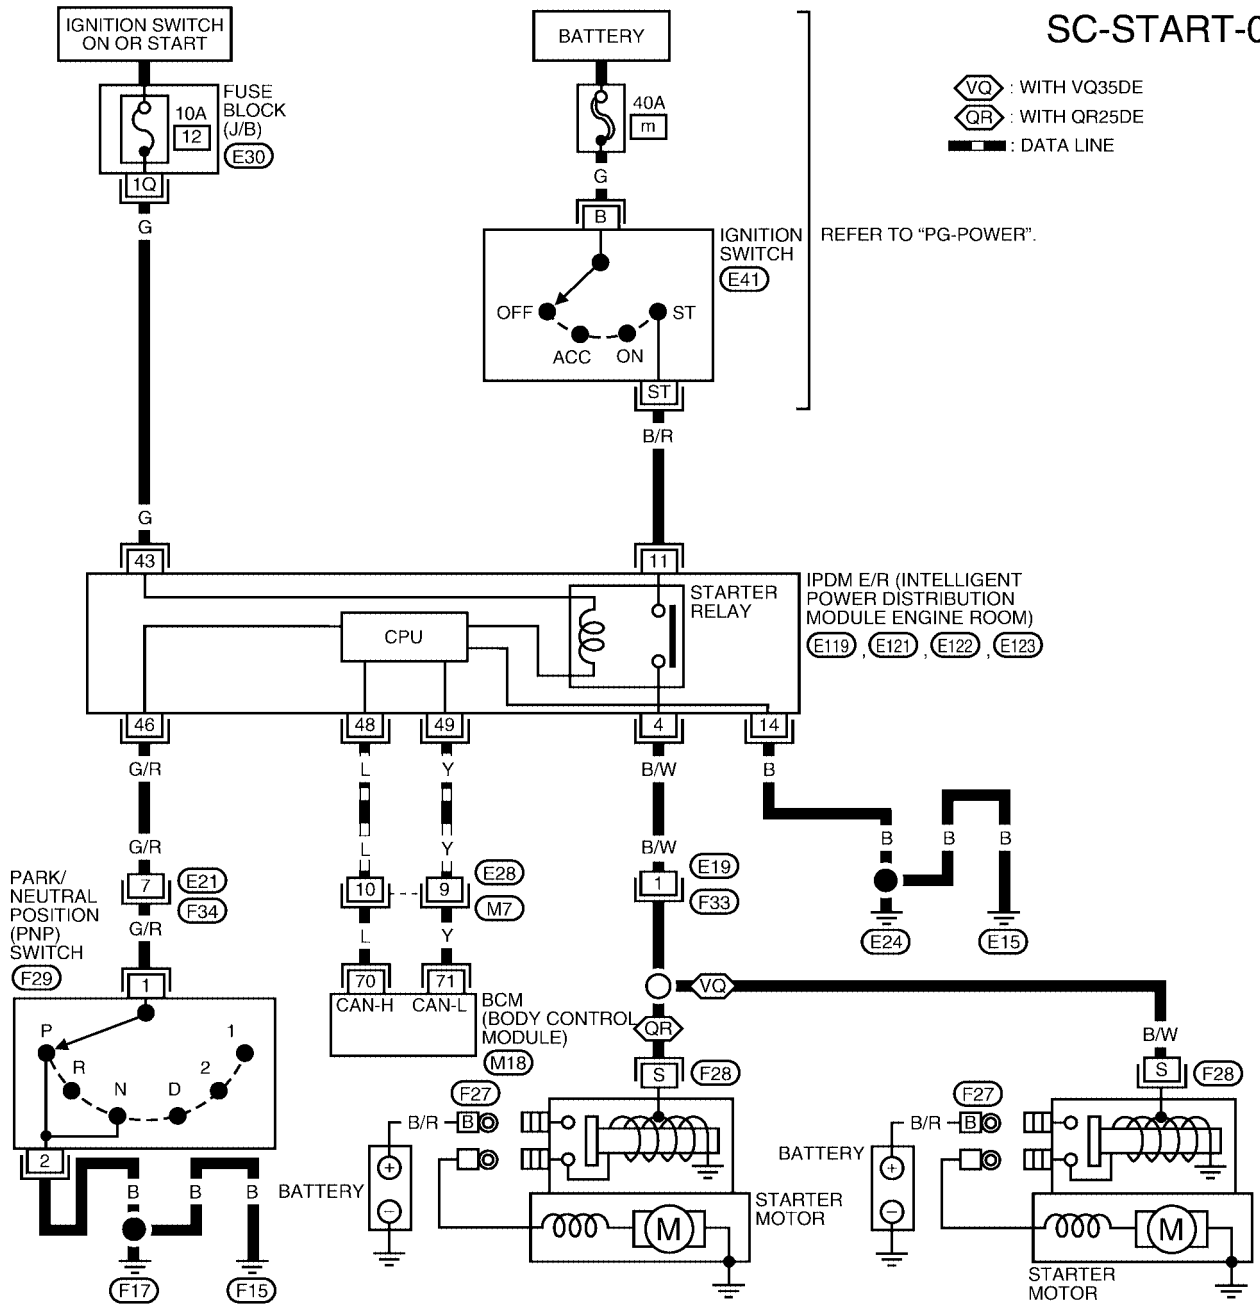 SC-START-0
IGNITION SWITCH
ON OR START
BATTERY
VQ : WITH VQ35DE
QR : WITH QR25DE
: DATA LINE
FUSE
BLOCK
(J/B)
E30
10A
12
1Q
G
40A
m
G
B
IGNITION
SWITCH
E41
REFER TO “PG-POWER”.
OFF
ST
ACC
ON
ST
B/R
G
43
11
STARTER
RELAY
IPDM E/R (INTELLIGENT
POWER DISTRIBUTION
MODULE ENGINE ROOM)
E119 , E121 , E122 , E123
CPU
46
48
49
4
14
G/R
L
Y
B/W
B
G/R
L
Y
B/W
B
B
B
PARK/
NEUTRAL
POSITION
(PNP)
SWITCH
F29
7
E21
F34
G/R
10
9
E28
M7
L
Y
1
E19
F33
E24
E15
1
70
71
CAN-H
CAN-L
BCM
(BODY CONTROL
MODULE)
M18
VQ
QR
B/W
P
R
N
D
2
1
2
B
B
B
F17
F15
S
F28
F27
B/R
B
BATTERY
+
−
M
STARTER
MOTOR
S
F28
F27
B/R
B
BATTERY
+
−
M
STARTER
MOTOR